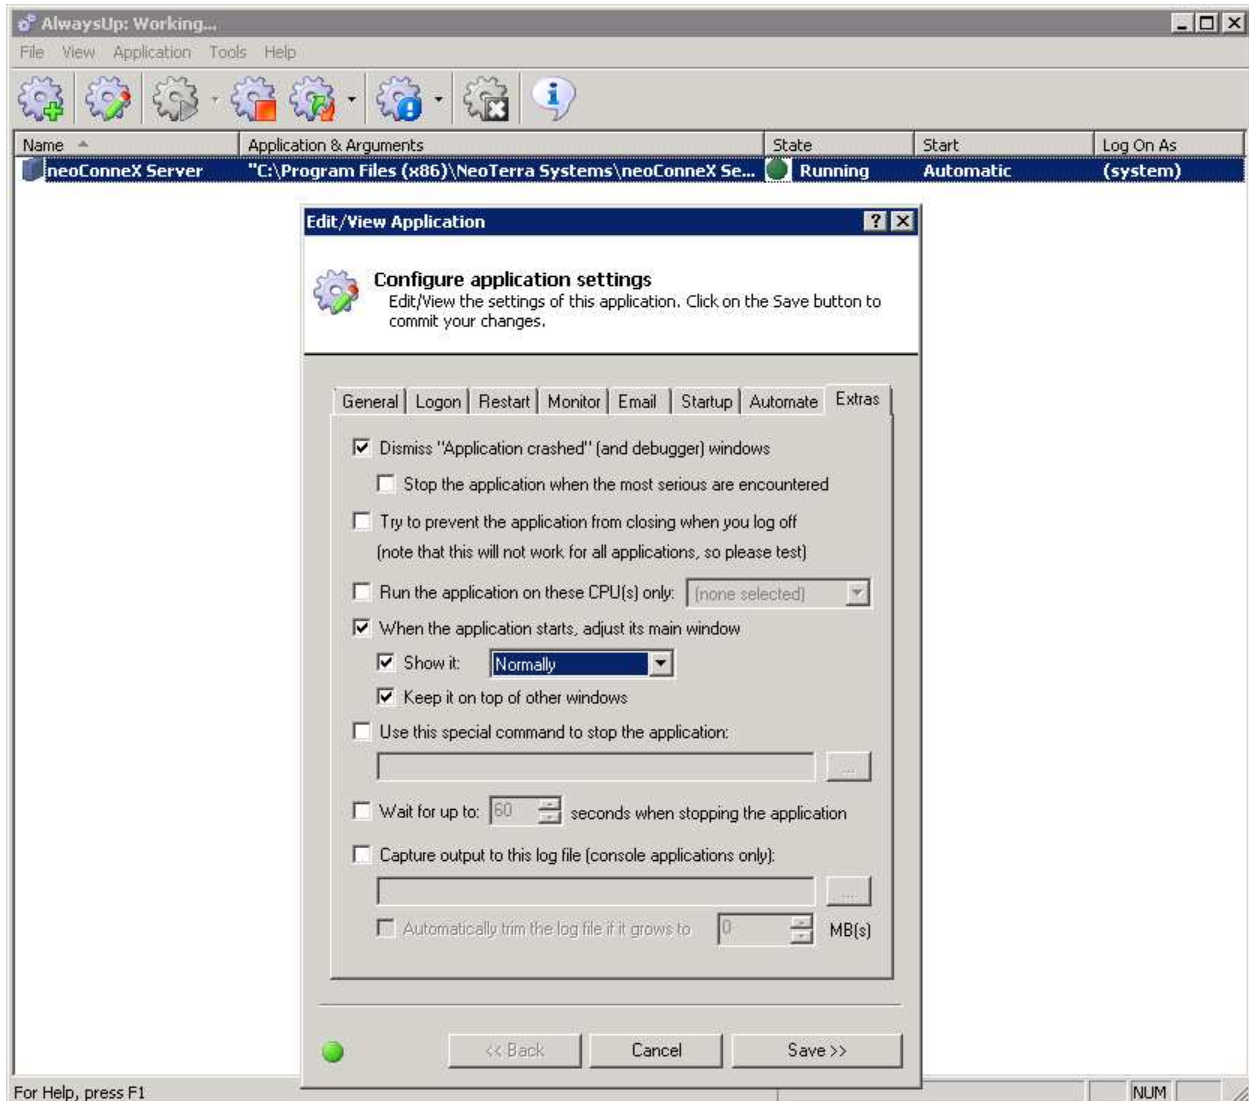 AlwaysUp: Working...
File View Application Tools Help
Name Application & Arguments State Start Log On As
neoConneX Server "C:\Program Files (x86)\NeoTerra Systems\neoConneX Se... Running Automatic (system)
Edit/View Application
Configure application settings
Edit/View the settings of this application. Click on the Save button to
commit your changes.
General Logon Restart Monitor Email Startup Automate Extras
Dismiss "Application crashed" (and debugger) windows
Stop the application when the most serious are encountered
Try to prevent the application from closing when you log off
(note that this will not work for all applications, so please test)
Run the application on these CPU(s) only: (none selected)
When the application starts, adjust its main window
Show it: Normally
Keep it on top of other windows
Use this special command to stop the application:
...
Wait for up to: 60 seconds when stopping the application
Capture output to this log file (console applications only):
...
Automatically trim the log file if it grows to 0 MB(s)
<< Back Cancel Save >>
For Help, press F1 NUM